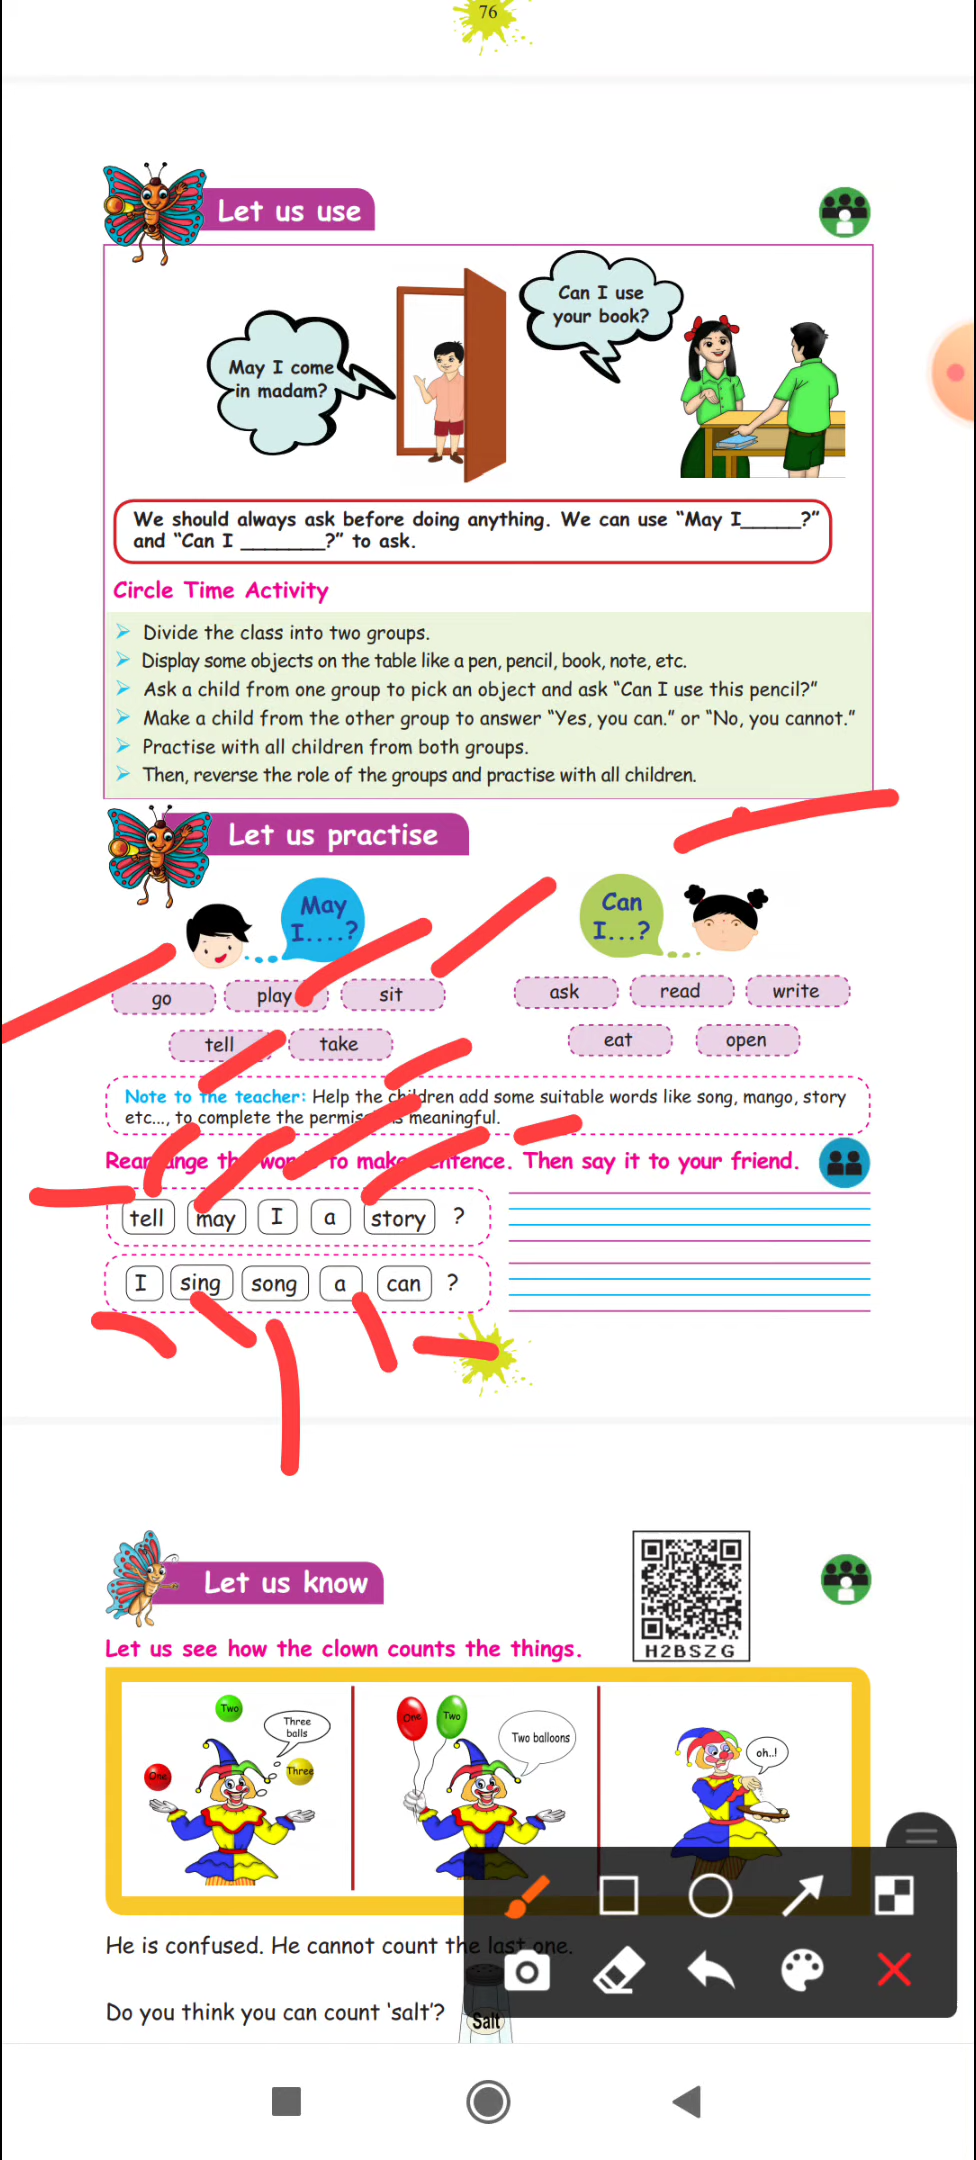 76
Let us use
May I come
in madam?
Can I use
your book?
We should always ask before doing anything. We can use “May I_____?”
and “Can I _______?” to ask.
Circle Time Activity
Divide the class into two groups.
Display some objects on the table like a pen, pencil, book, note, etc.
Ask a child from one group to pick an object and ask “Can I use this pencil?”
Make a child from the other group to answer “Yes, you can.” or “No, you cannot.”
Practise with all children from both groups.
Then, reverse the role of the groups and practise with all children.
Let us practise
May
I....?
Can
I...?
go play sit
tell take
ask read write
eat open
Note to the teacher: Help the children add some suitable words like song, mango, story
etc..., to complete the meaningful.
Rearrange the words to make sentence. Then say it to your friend.
tell may I a story ?
I sing song a can ?
Let us know
H2BSZG
Let us see how the clown counts the things.
One
Two
Three
Three
balls
One
Two
Two balloons
oh..!
He is confused. He cannot count the last one.
Do you think you can count ‘salt’?
Salt